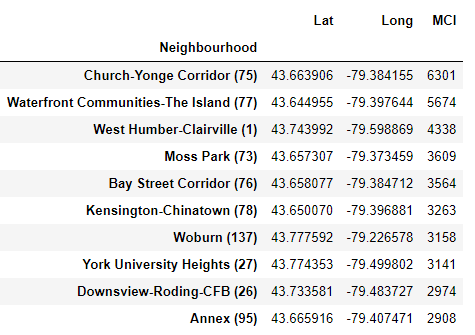 Lat Long MCI
Neighbourhood
Church-Yonge Corridor (75) 43.663906 -79.384155 6301
Waterfront Communities-The Island (77) 43.644955 -79.397644 5674
West Humber-Clairville (1) 43.743992 -79.598869 4338
Moss Park (73) 43.657307 -79.373459 3609
Bay Street Corridor (76) 43.658077 -79.384712 3564
Kensington-Chinatown (78) 43.650070 -79.396881 3263
Woburn (137) 43.777592 -79.226578 3158
York University Heights (27) 43.774353 -79.499802 3141
Downsview-Roding-CFB (26) 43.733581 -79.483727 2974
Annex (95) 43.665916 -79.407471 2908